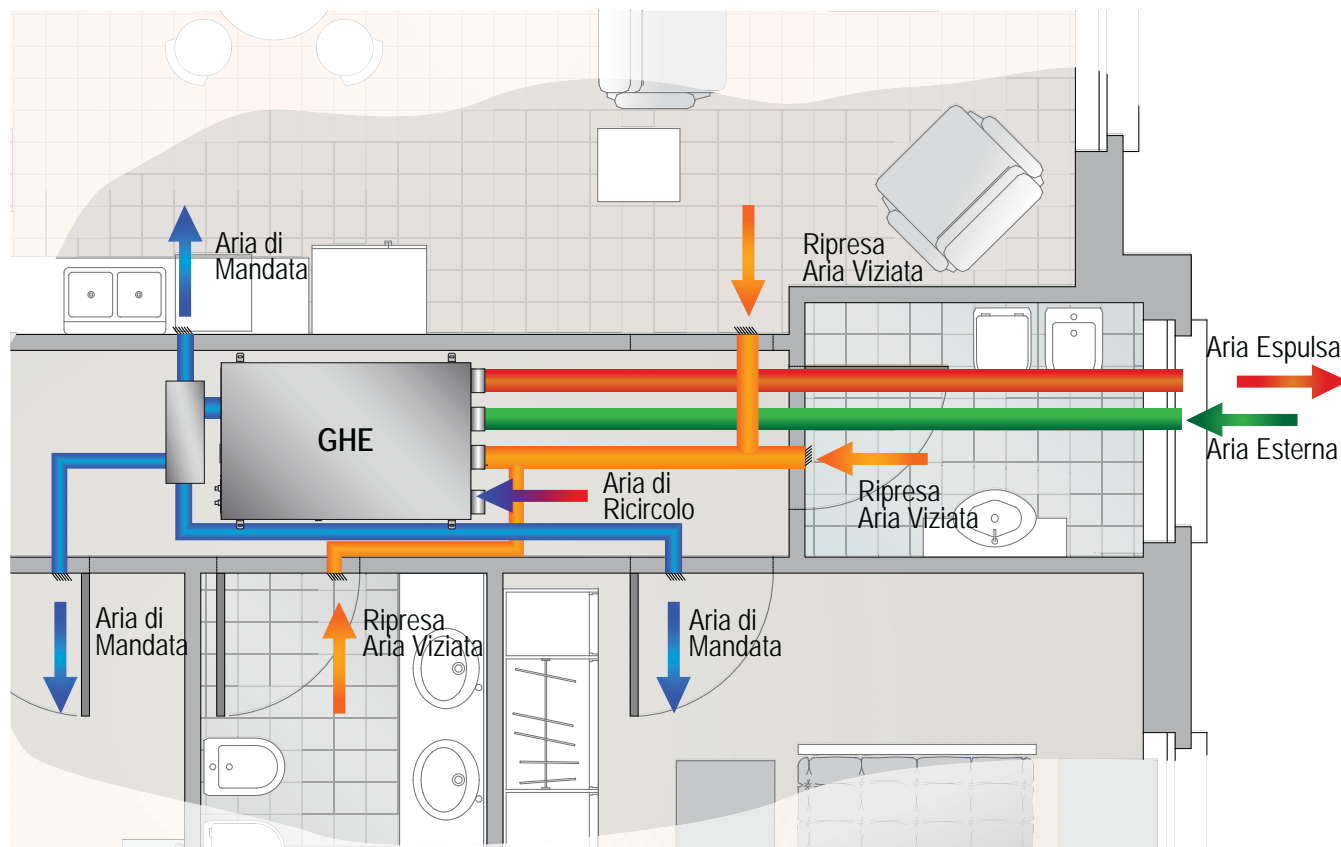 Aria di
Mandata
Ripresa
Aria Viziata
Aria Espulsa
GHE
Aria Esterna
Aria di
Ricircolo
Ripresa
Aria Viziata
Aria di
Mandata
Ripresa
Aria Viziata
Aria di
Mandata